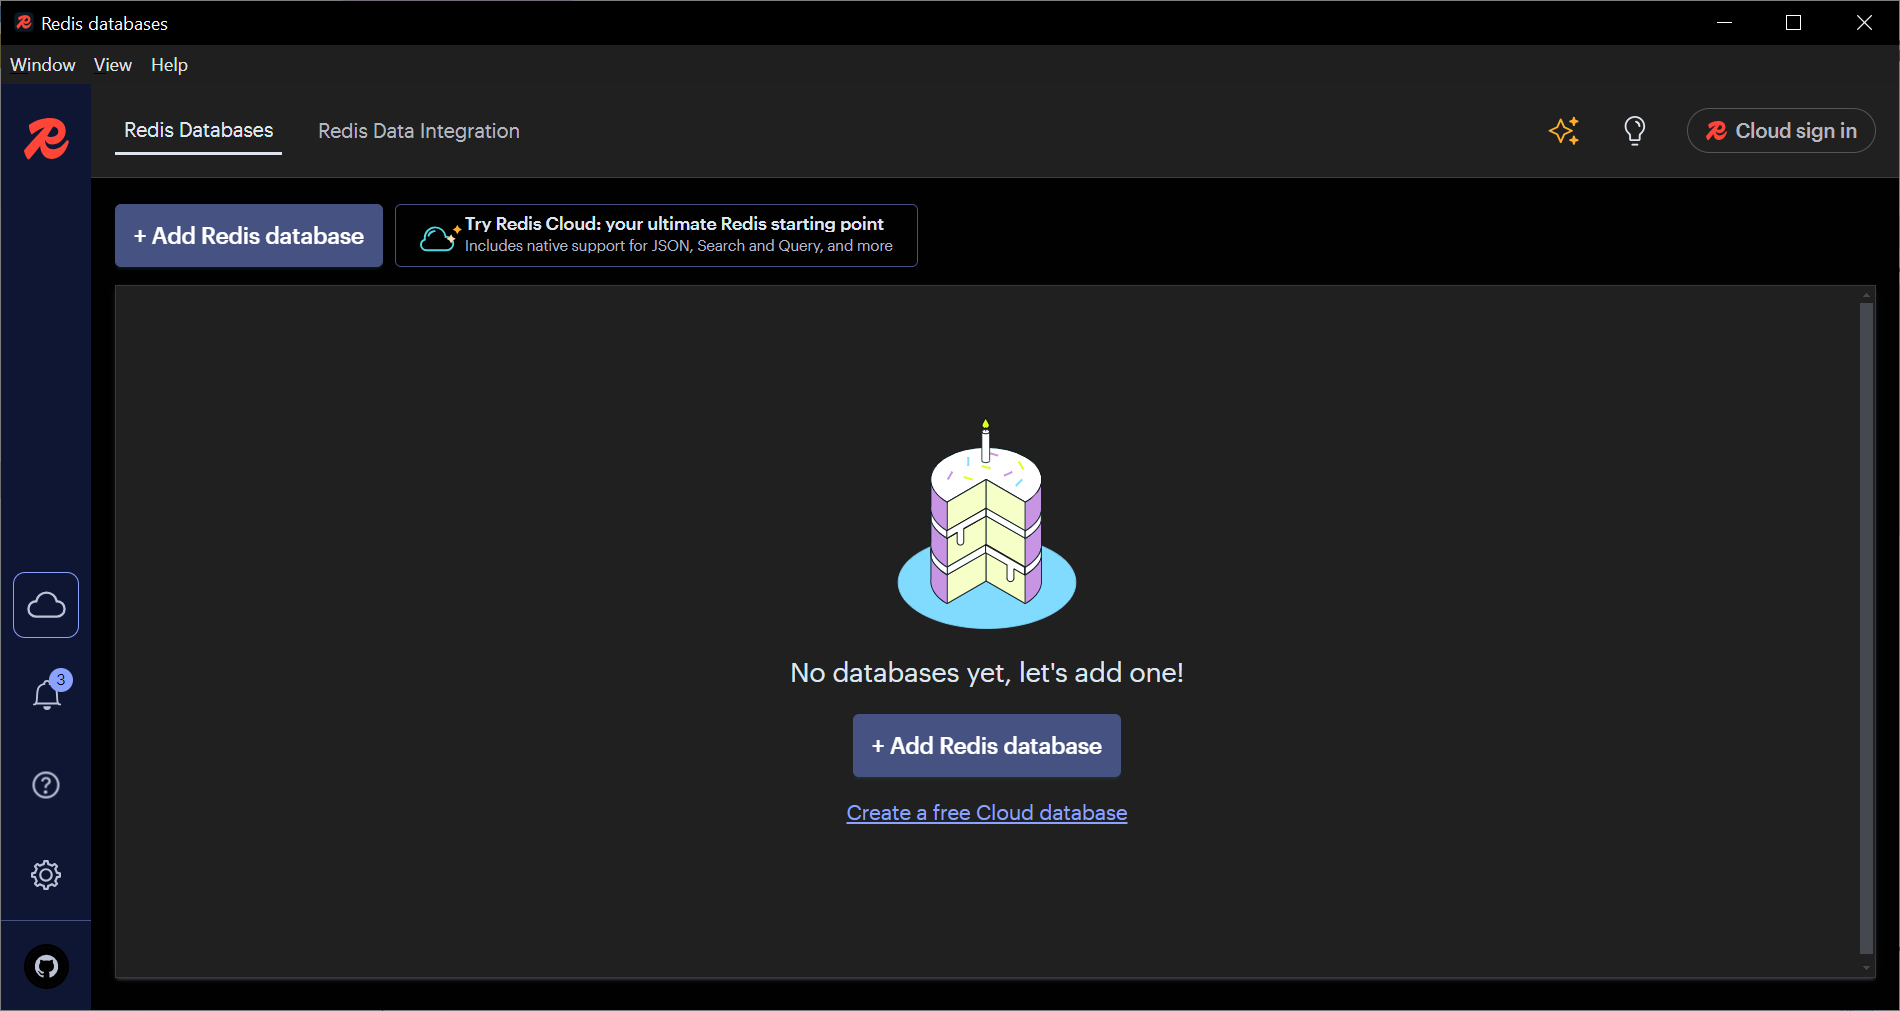 Redis databases
Window View Help
Redis Databases Redis Data Integration Cloud sign in
+ Add Redis database
Try Redis Cloud: your ultimate Redis starting point
Includes native support for JSON, Search and Query, and more
3
No databases yet, let's add one!
+ Add Redis database
Create a free Cloud database